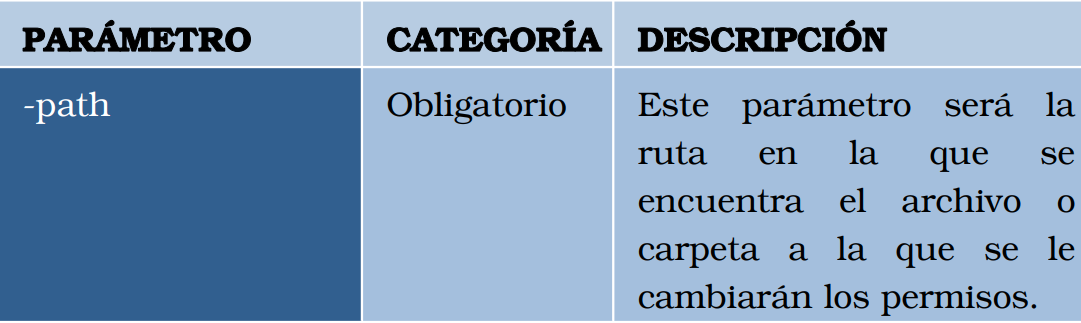 PARÁMETRO CATEGORÍA DESCRIPCIÓN
-path Obligatorio Este parámetro será la
ruta en la que se
encuentra el archivo o
carpeta a la que se le
cambiarán los permisos.